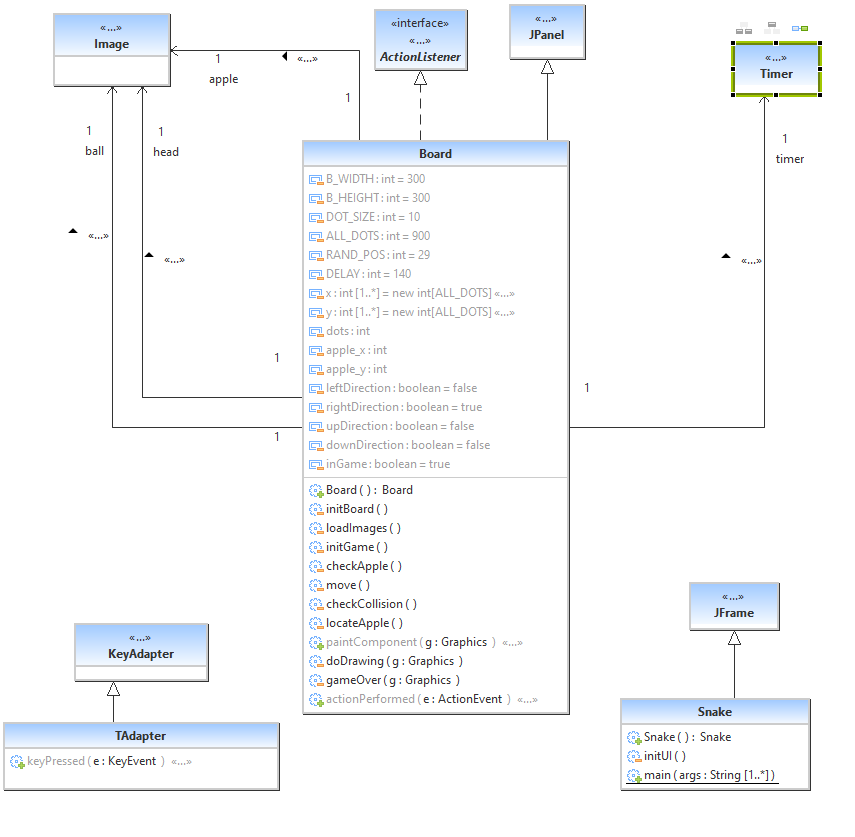 «...»
Image
«interface»
«...»
ActionListener
«...»
JPanel
«...»
Timer
1
apple
«...»
1
1
ball
1
head
«...»
«...»
1
1
1
timer
«...»
1
Board
B_WIDTH : int = 300
B_HEIGHT : int = 300
DOT_SIZE : int = 10
ALL_DOTS : int = 900
RAND_POS : int = 29
DELAY : int = 140
x : int [1..*] = new int[ALL_DOTS] «...»
y : int [1..*] = new int[ALL_DOTS] «...»
dots : int
apple_x : int
apple_y : int
leftDirection : boolean = false
rightDirection : boolean = true
upDirection : boolean = false
downDirection : boolean = false
inGame : boolean = true
Board ( ) : Board
initBoard ( )
loadImages ( )
initGame ( )
checkApple ( )
move ( )
checkCollision ( )
locateApple ( )
paintComponent ( g : Graphics ) «...»
doDrawing ( g : Graphics )
gameOver ( g : Graphics )
actionPerformed ( e : ActionEvent ) «...»
«...»
KeyAdapter
TAdapter
keyPressed ( e : KeyEvent ) «...»
«...»
JFrame
Snake
Snake ( ) : Snake
initUI ( )
main ( args : String [1..*] )